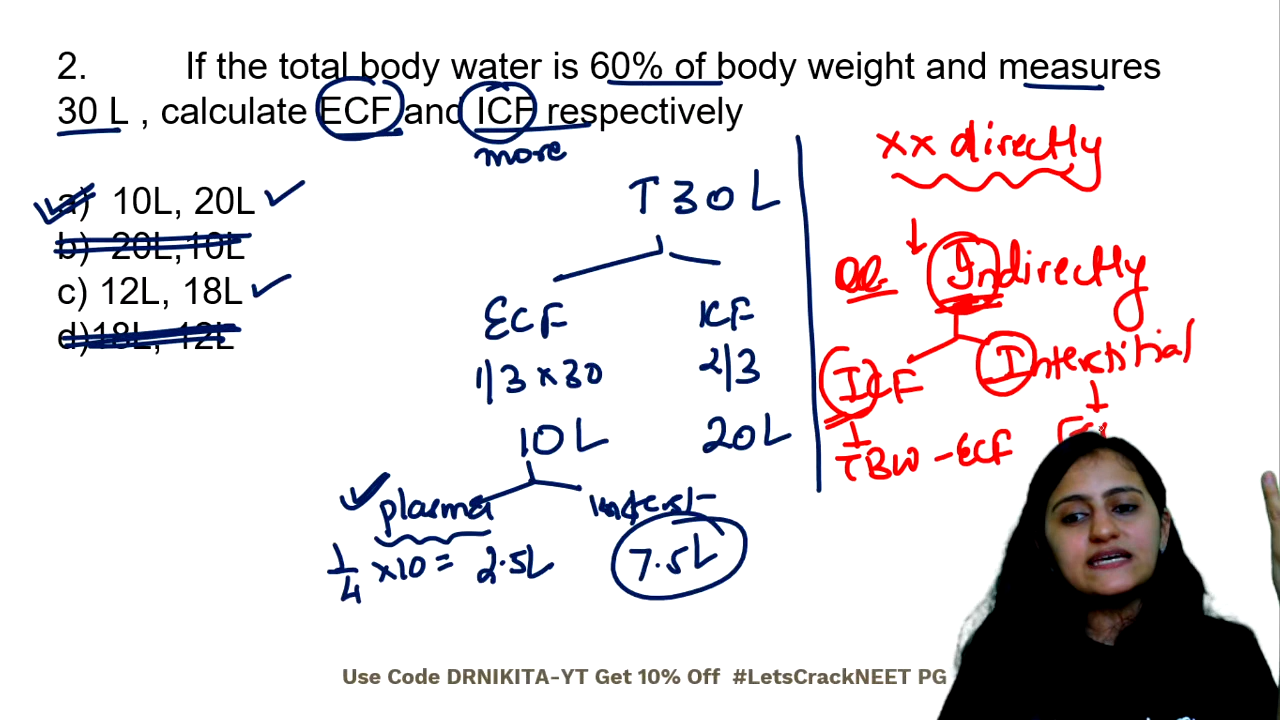 2. If the total body water is 60% of body weight and measures
30 L , calculate ECF and ICF respectively
more
a) 10L, 20L
b) 20L, 10L
c) 12L, 18L
d) 18L, 12L
T 30L
ECF ICF
1/3 x 30 2/3
10L 20L
plasma
1/4 x10 = 2.5L 7.5L
xx directly
Indirectly
ICF Interstitial
TBW - ECF
Use Code DRNIKITA-YT Get 10% Off #LetsCrackNEET PG